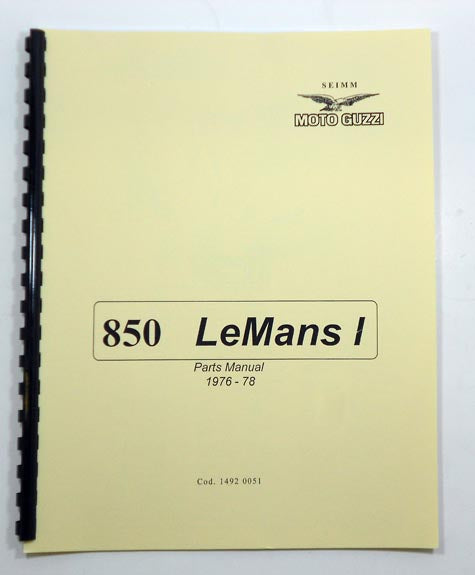 SEIMM
MOTO GUZZI
850 LeMans I
Parts Manual
1976 - 78
Cod. 1492 0051